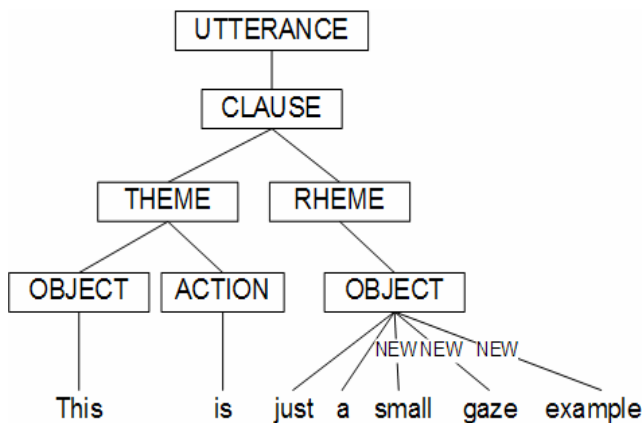 UTTERANCE
CLAUSE
THEME RHEME
OBJECT ACTION OBJECT
NEW NEW NEW
This is just a small gaze example